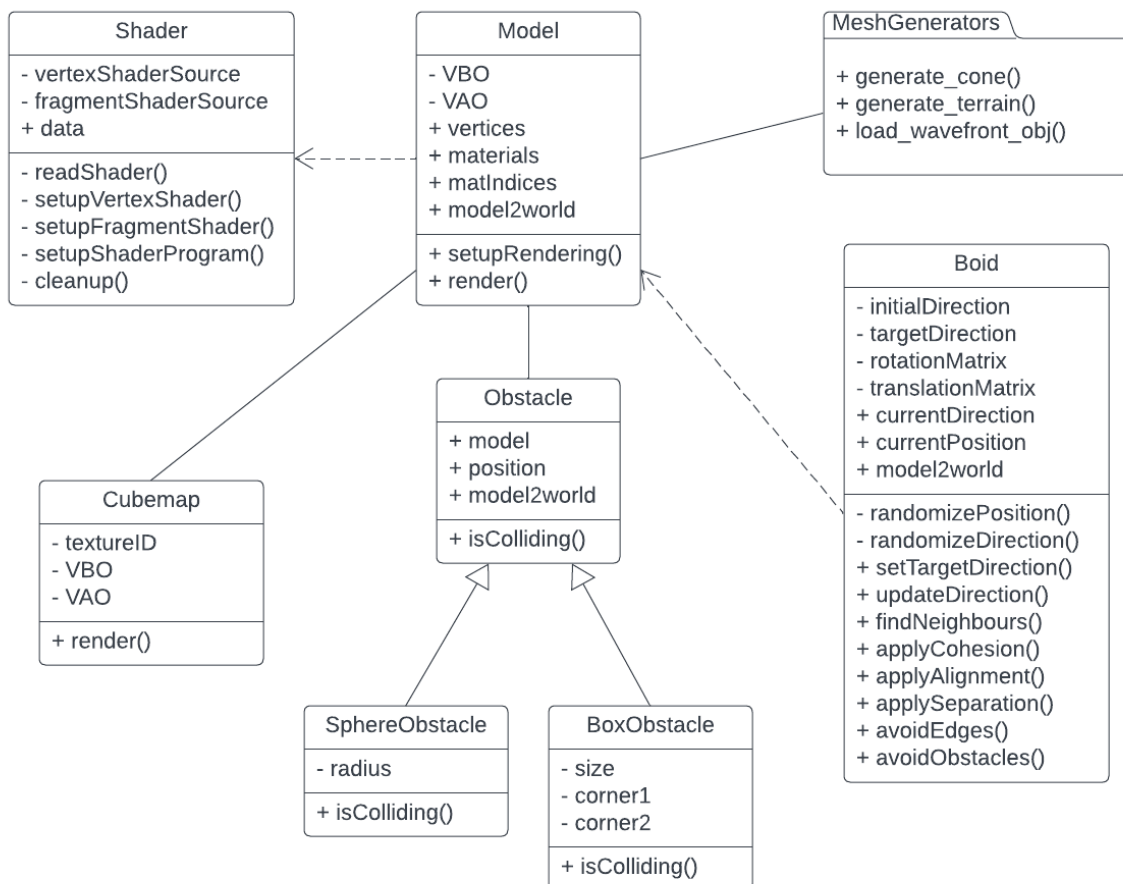 Shader
- vertexShaderSource
- fragmentShaderSource
+ data
- readShader()
- setupVertexShader()
- setupFragmentShader()
- setupShaderProgram()
- cleanup()
Model
- VBO
- VAO
+ vertices
+ materials
+ matIndices
+ model2world
+ setupRendering()
+ render()
MeshGenerators
+ generate_cone()
+ generate_terrain()
+ load_wavefront_obj()
Boid
- initialDirection
- targetDirection
- rotationMatrix
- translationMatrix
+ currentDirection
+ currentPosition
+ model2world
- randomizePosition()
- randomizeDirection()
+ setTargetDirection()
+ updateDirection()
+ findNeighbours()
+ applyCohesion()
+ applyAlignment()
+ applySeparation()
+ avoidEdges()
+ avoidObstacles()
Obstacle
+ model
+ position
+ model2world
+ isColliding()
Cubemap
- textureID
- VBO
- VAO
+ render()
SphereObstacle
- radius
+ isColliding()
BoxObstacle
- size
- corner1
- corner2
+ isColliding()